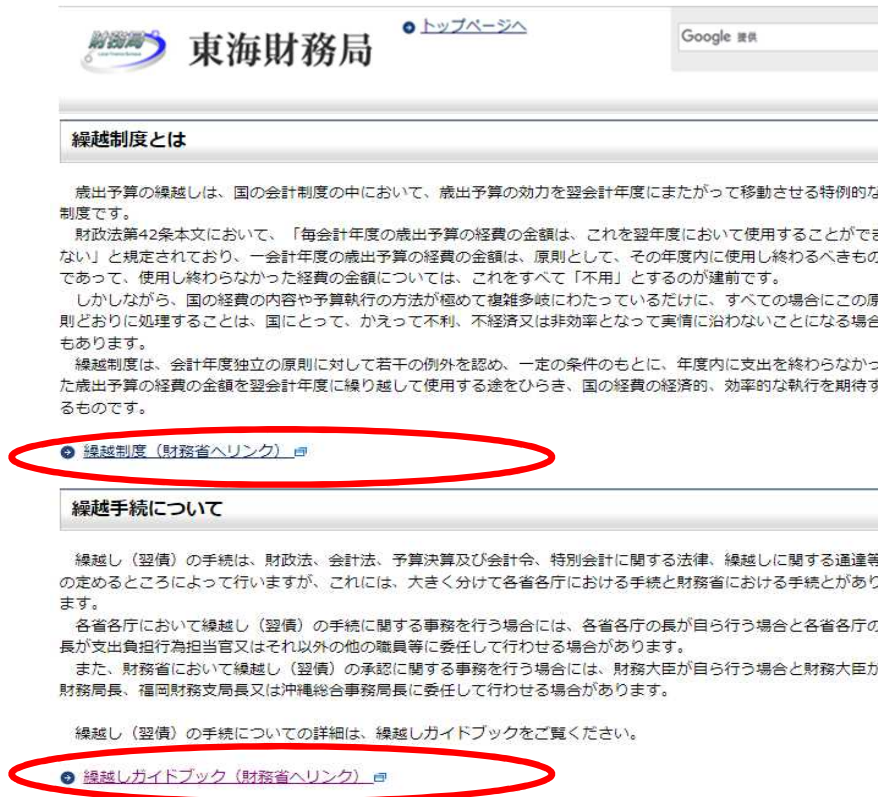 財務局
東海財務局
トップページへ
Google 提供
繰越制度とは
歳出予算の繰越しは、国の会計制度の中において、歳出予算の効力を翌会計年度にまたがって移動させる特例的な
制度です。
財政法第42条本文において、「毎会計年度の歳出予算の経費の金額は、これを翌年度において使用することができ
ない」と規定されており、一会計年度の歳出予算の経費の金額は、原則として、その年度内に使用し終わるべきもの
であって、使用し終わらなかった経費の金額については、これをすべて「不用」とするのが建前です。
しかしながら、国の経費の内容や予算執行の方法が極めて複雑多岐にわたっているだけに、すべての場合にこの原
則どおりに処理することは、国にとって、かえって不利、不経済又は非効率となって実情に沿わないことになる場合
もあります。
繰越制度は、会計年度独立の原則に対して若干の例外を認め、一定の条件のもとに、年度内に支出を終わらなかっ
た歳出予算の経費の金額を翌会計年度に繰り越して使用する途をひらき、国の経費の経済的、効率的な執行を期待す
るものです。
繰越制度（財務省へリンク）
繰越手続について
繰越し（翌債）の手続は、財政法、会計法、予算決算及び会計令、特別会計に関する法律、繰越しに関する通達等
の定めるところによって行いますが、これには、大きく分けて各省各庁における手続と財務省における手続とがあり
ます。
各省各庁において繰越し（翌債）の手続に関する事務を行う場合には、各省各庁の長が自ら行う場合と各省各庁の
長が支出負担行為担当官又はそれ以外の他の職員等に委任して行わせる場合があります。
また、財務省において繰越し（翌債）の承認に関する事務を行う場合には、財務大臣が自ら行う場合と財務大臣が
財務局長、福岡財務支局長又は沖縄総合事務局長に委任して行わせる場合があります。
繰越し（翌債）の手続についての詳細は、繰越しガイドブックをご覧ください。
繰越しガイドブック（財務省へリンク）